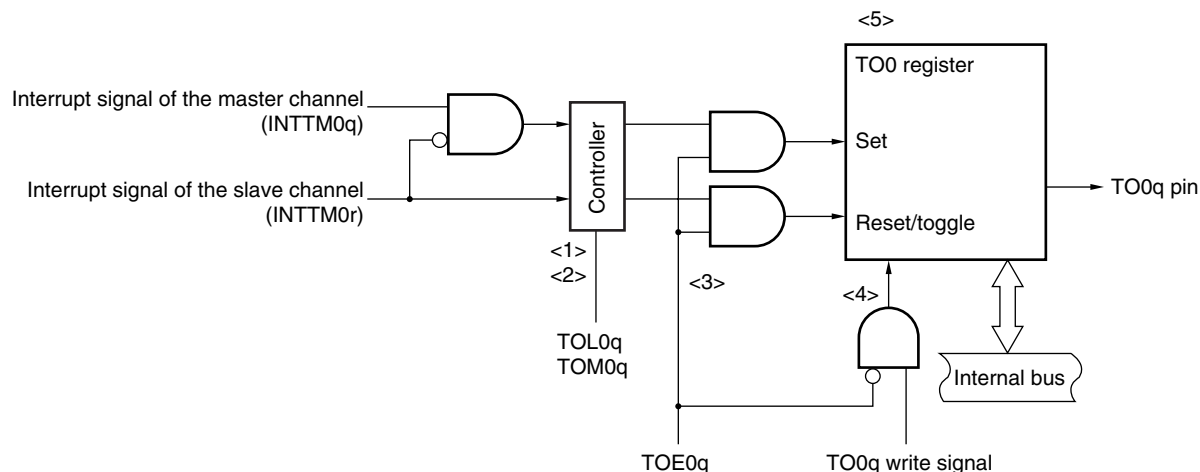 <5>
TO0 register
Interrupt signal of the master channel
(INTTM0q)
Set
Controller
Interrupt signal of the slave channel
(INTTM0r)
TO0q pin
Reset/toggle
<1>
<2>
<3>
<4>
TOL0q
TOM0q
Internal bus
TOE0q
TO0q write signal